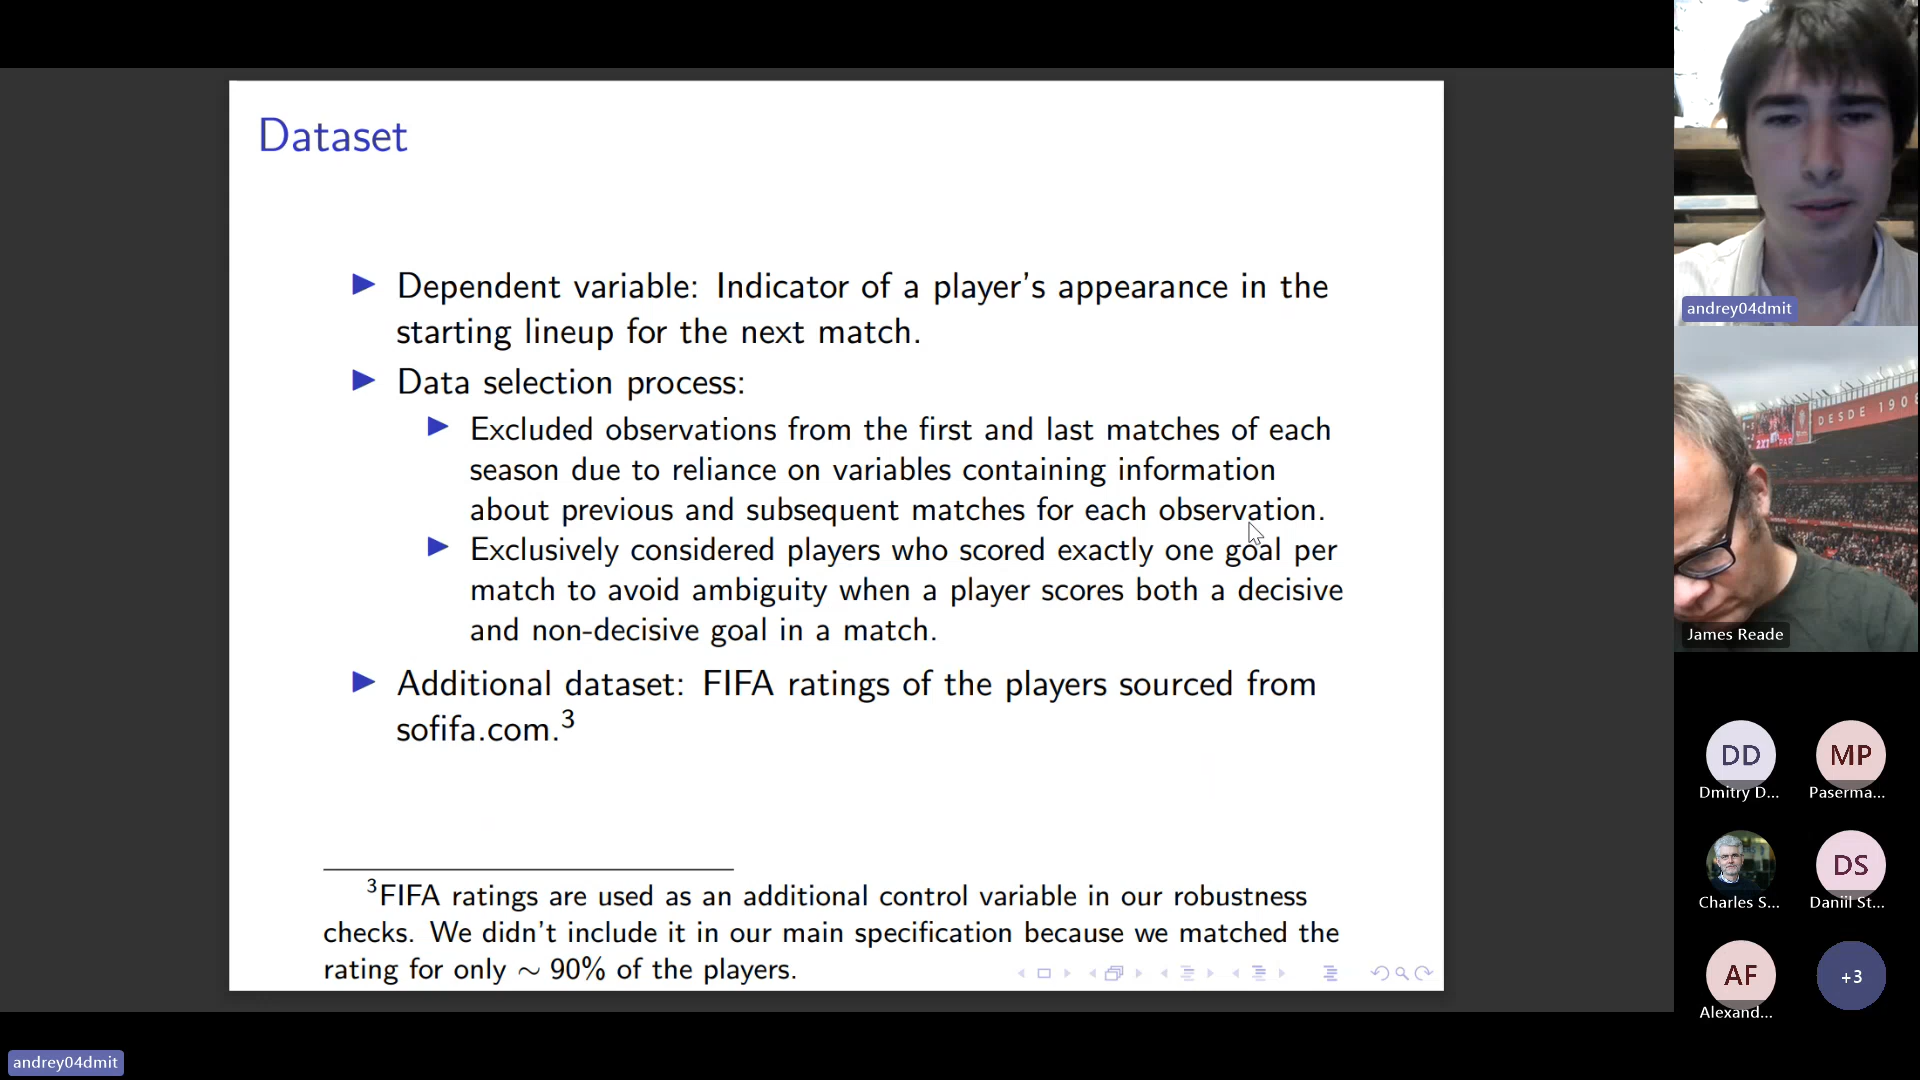 Dataset
Dependent variable: Indicator of a player's appearance in the
starting lineup for the next match.
Data selection process:
Excluded observations from the first and last matches of each
season due to reliance on variables containing information
about previous and subsequent matches for each observation.
Exclusively considered players who scored exactly one goal per
match to avoid ambiguity when a player scores both a decisive
and non-decisive goal in a match.
Additional dataset: FIFA ratings of the players sourced from
sofifa.com.3
3FIFA ratings are used as an additional control variable in our robustness
checks. We didn't include it in our main specification because we matched the
rating for only ∼ 90% of the players.
andrey04dmit
DESDE 1908
James Reade
DD
Dmitry D...
MP
Paserma...
Charles S...
DS
Daniil St...
AF
Alexand...
+3
andrey04dmit